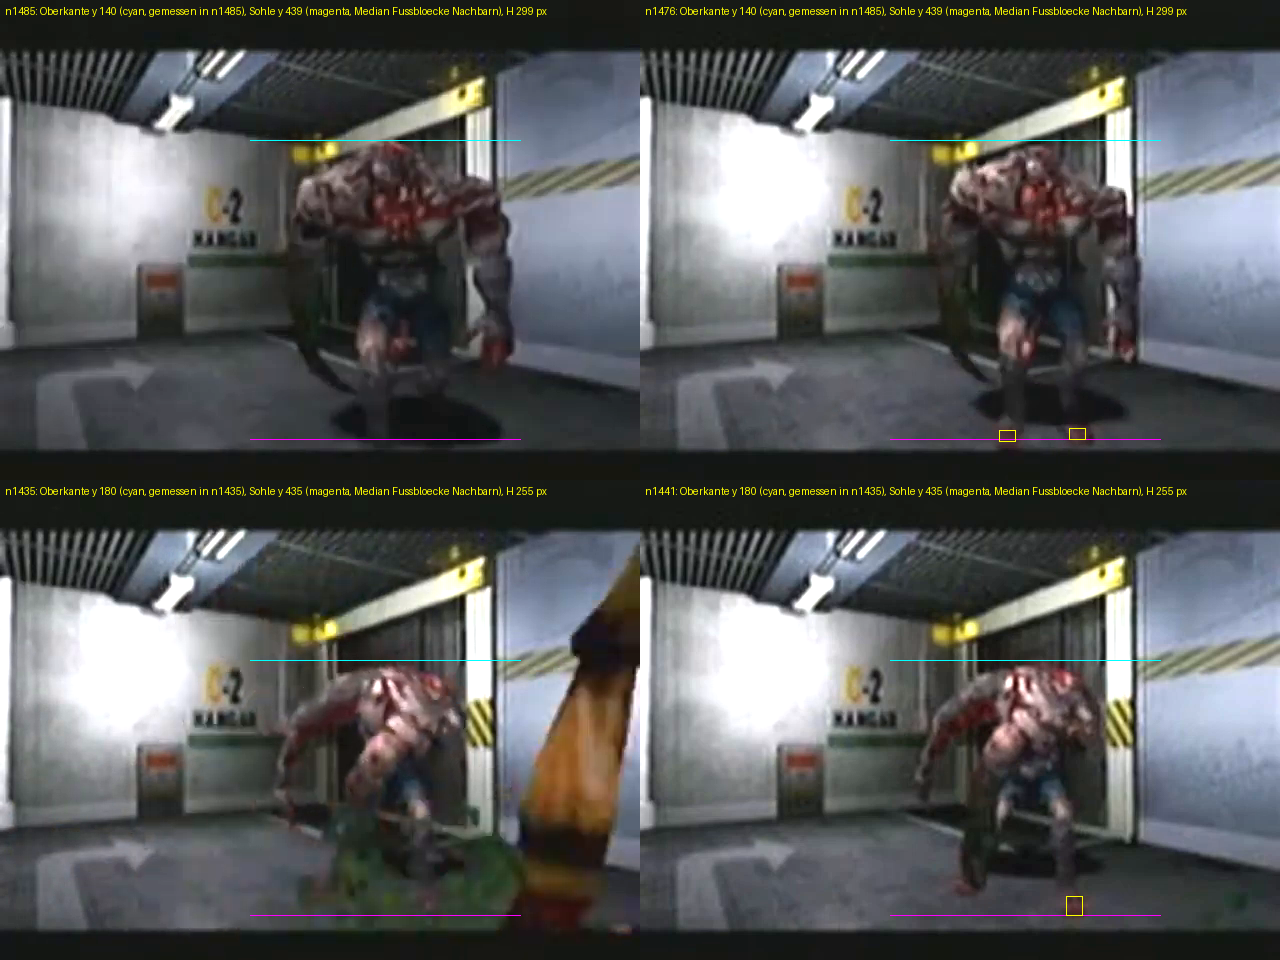 n1485: Oberkante y 140 (cyan, gemessen in n1485), Sohle y 439 (magenta, Median Fussbloecke Nachbarn), H 299 px
n1476: Oberkante y 140 (cyan, gemessen in n1485), Sohle y 439 (magenta, Median Fussbloecke Nachbarn), H 299 px
C-2
HANGAR
C-2
HANGAR
n1435: Oberkante y 180 (cyan, gemessen in n1435), Sohle y 435 (magenta, Median Fussbloecke Nachbarn), H 255 px
n1441: Oberkante y 180 (cyan, gemessen in n1435), Sohle y 435 (magenta, Median Fussbloecke Nachbarn), H 255 px
C-2
HANGAR
C-2
HANGAR